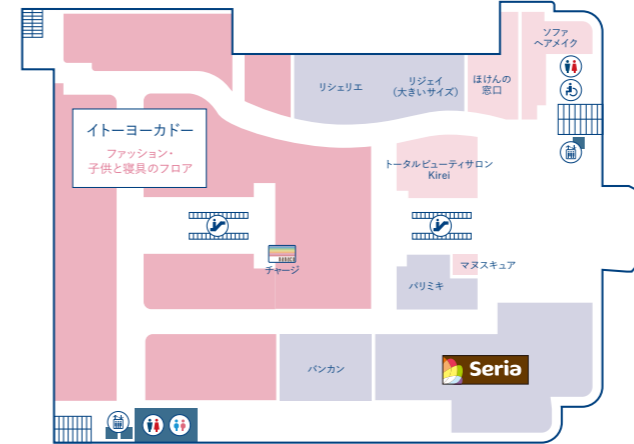 ソファ
ヘアメイク
リシェリエ
リジェイ
(大きいサイズ)
ほけんの
窓口
イトーヨーカドー
ファッション・
子供と寝具のフロア
トータルビューティサロン
Kirei
チャージ
マヌスキュア
パリミキ
バンカン
Seria